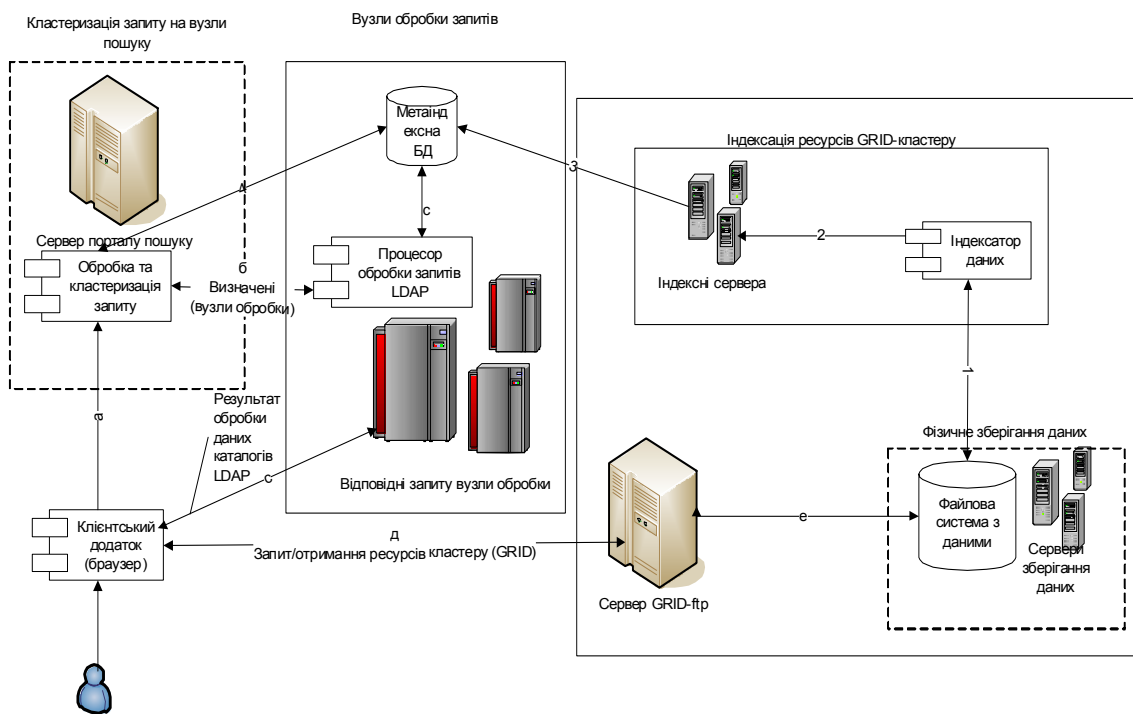 Кластеризація запиту на вузли
пошуку
Вузли обробки запитів
Метаінд
ексна
БД
Індексація ресурсів GRID-кластеру
3
4
с
2
Індексатор
даних
Індексні сервера
Сервер порталу пошуку
Обробка та
кластеризація
запиту
б
Визначені
(вузли обробки)
Процесор
обробки запитів
LDAP
1
а
Результат
обробки
даних
каталогів
LDAP
с
Відповідні запиту вузли обробки
Фізичне зберігання даних
Файлова
система з
даними
Сервери
зберігання
даних
е
Клієнтський
додаток
(браузер)
д
Запит/отримання ресурсів кластеру (GRID)
Сервер GRID-ftp